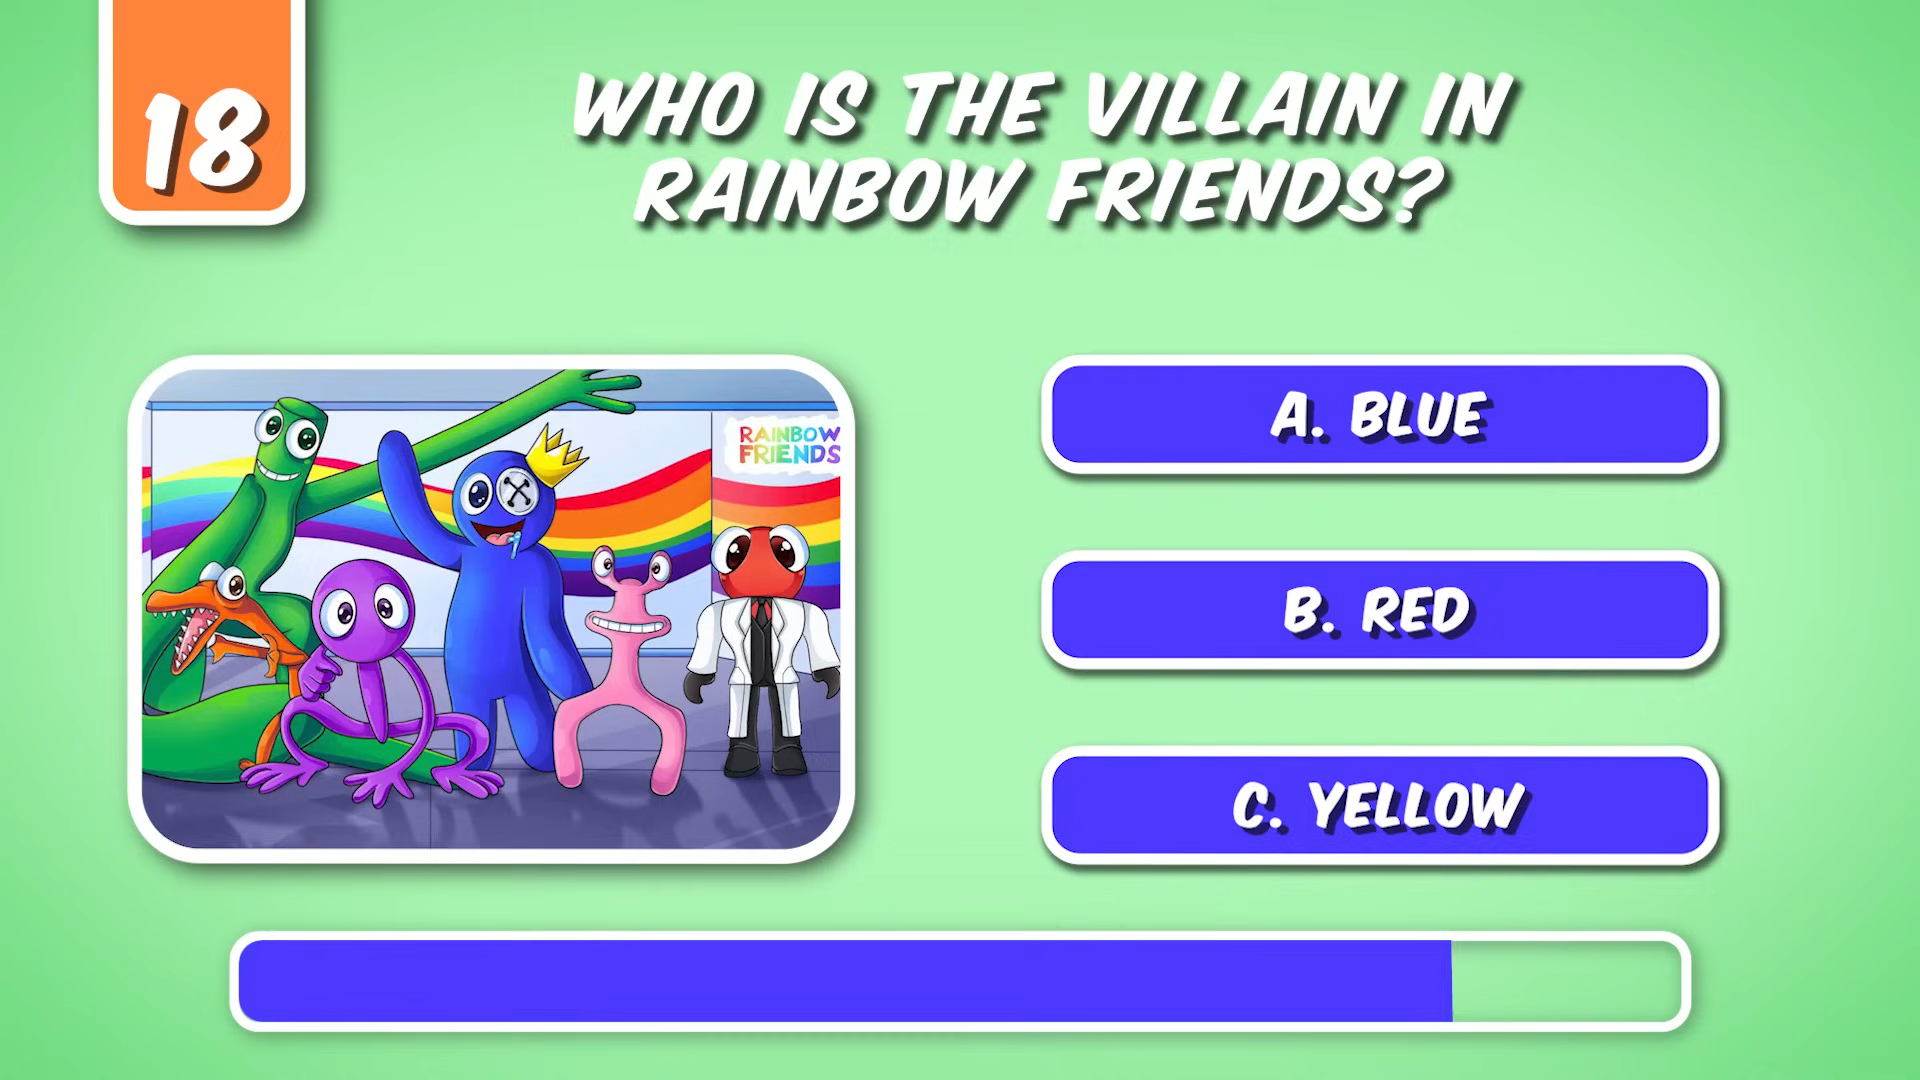 18
WHO IS THE VILLAIN IN
RAINBOW FRIENDS?
RAINBOW
FRIENDS
A. BLUE
B. RED
C. YELLOW